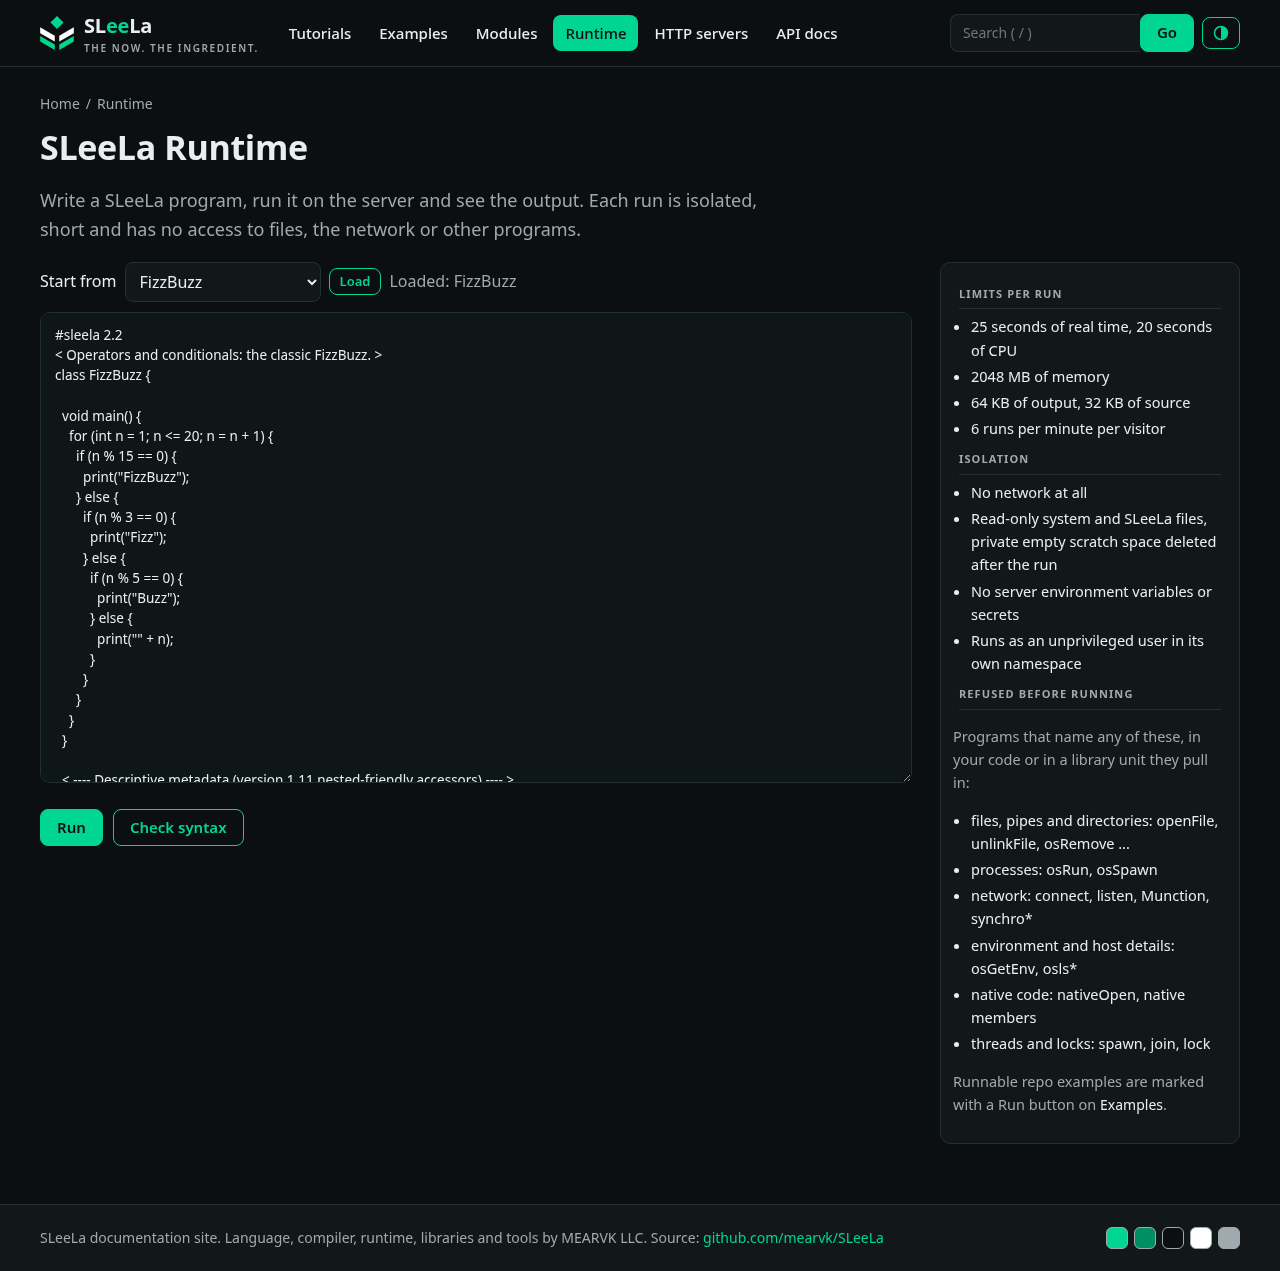 SLeeLa
THE NOW. THE INGREDIENT.
Tutorials
Examples
Modules
Runtime
HTTP servers
API docs
Search ( / )
Go
Home / Runtime
SLeeLa Runtime
Write a SLeeLa program, run it on the server and see the output. Each run is isolated,
short and has no access to files, the network or other programs.
Start from
FizzBuzz
Load
Loaded: FizzBuzz
#sleela 2.2
< Operators and conditionals: the classic FizzBuzz. >
class FizzBuzz {
void main() {
for (int n = 1; n <= 20; n = n + 1) {
if (n % 15 == 0) {
print("FizzBuzz");
} else {
if (n % 3 == 0) {
print("Fizz");
} else {
if (n % 5 == 0) {
print("Buzz");
} else {
print("" + n);
}
}
}
}
}
< ---- Descriptive metadata (version 1.11 nested-friendly accessors) ---- >
Run
Check syntax
LIMITS PER RUN
• 25 seconds of real time, 20 seconds
of CPU
• 2048 MB of memory
• 64 KB of output, 32 KB of source
• 6 runs per minute per visitor
ISOLATION
• No network at all
• Read-only system and SLeeLa files,
private empty scratch space deleted
after the run
• No server environment variables or
secrets
• Runs as an unprivileged user in its
own namespace
REFUSED BEFORE RUNNING
Programs that name any of these, in
your code or in a library unit they pull
in:
• files, pipes and directories: openFile,
unlinkFile, osRemove ...
• processes: osRun, osSpawn
• network: connect, listen, Munction,
synchro*
• environment and host details:
osGetEnv, osIs*
• native code: nativeOpen, native
members
• threads and locks: spawn, join, lock
Runnable repo examples are marked
with a Run button on Examples.
SLeeLa documentation site. Language, compiler, runtime, libraries and tools by MEARVK LLC. Source: github.com/mearvk/SLeeLa